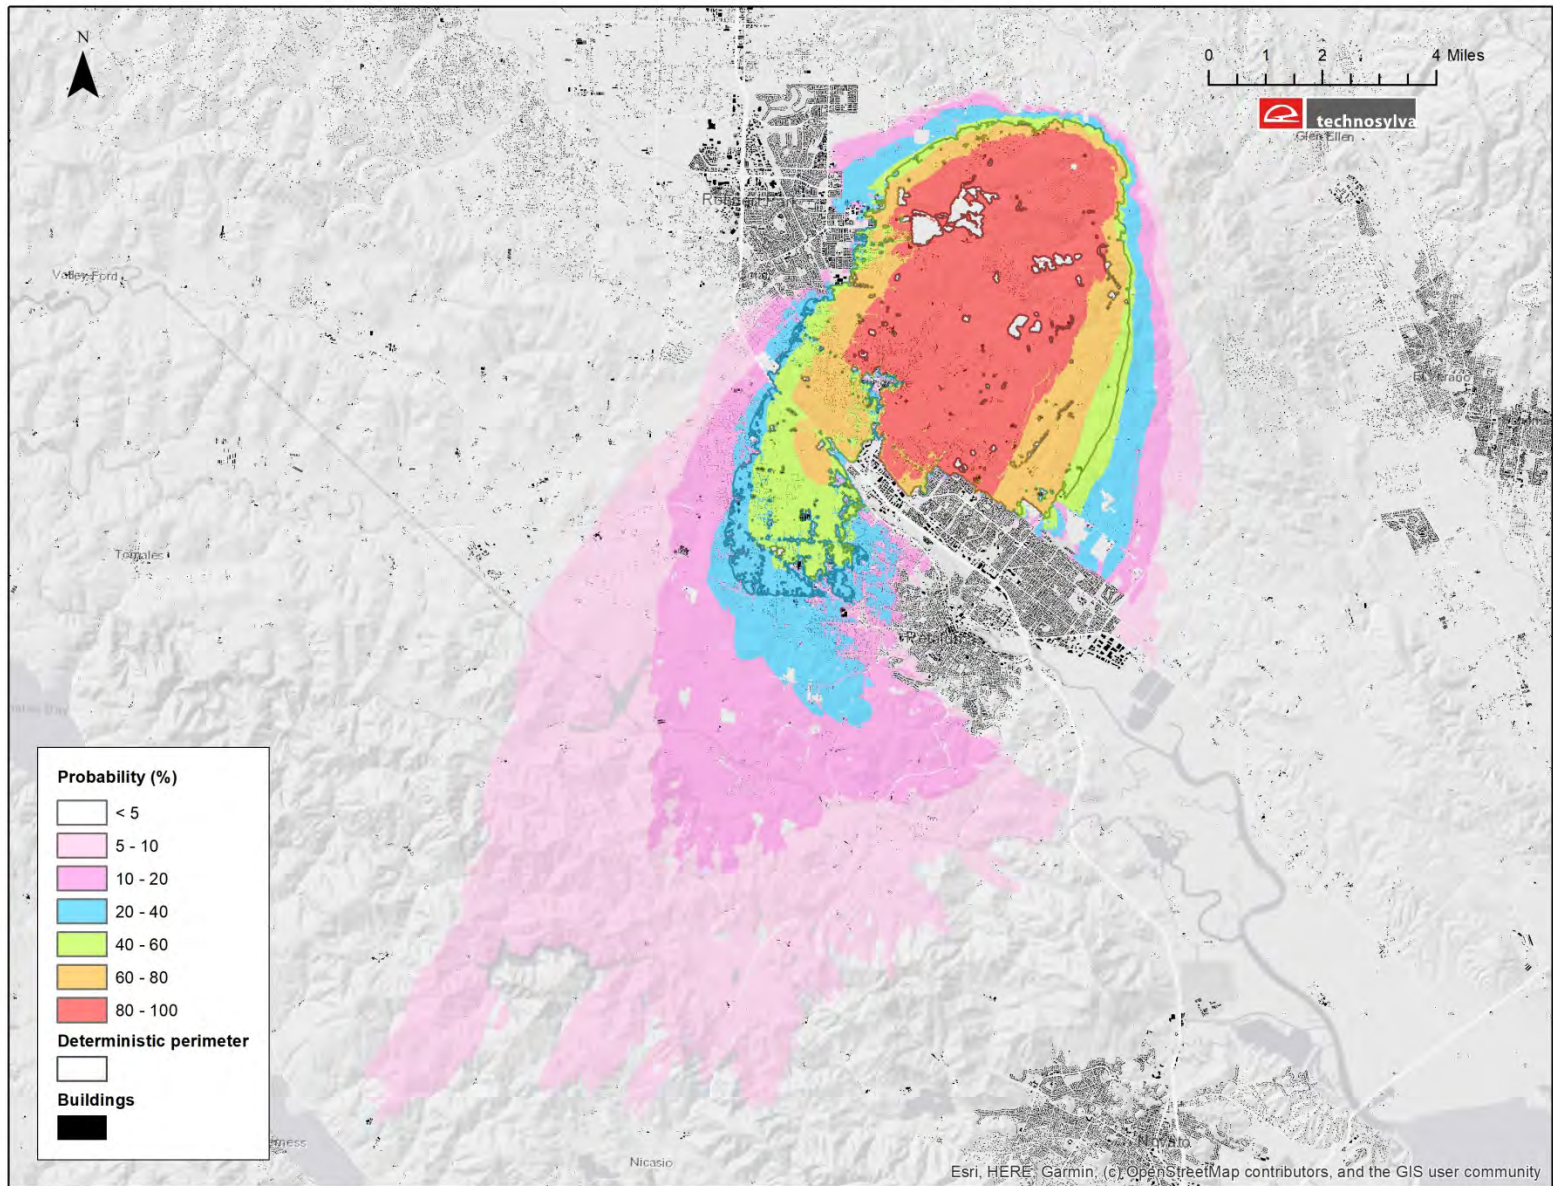 N
0 1 2 4 Miles
technosylva
Glen Ellen
Valley Ford
El Verano
Tomales
Probability (%)
< 5
5 - 10
10 - 20
20 - 40
40 - 60
60 - 80
80 - 100
Deterministic perimeter
Buildings
Nicasio
Novato
Esri, HERE, Garmin, (c) OpenStreetMap contributors, and the GIS user community